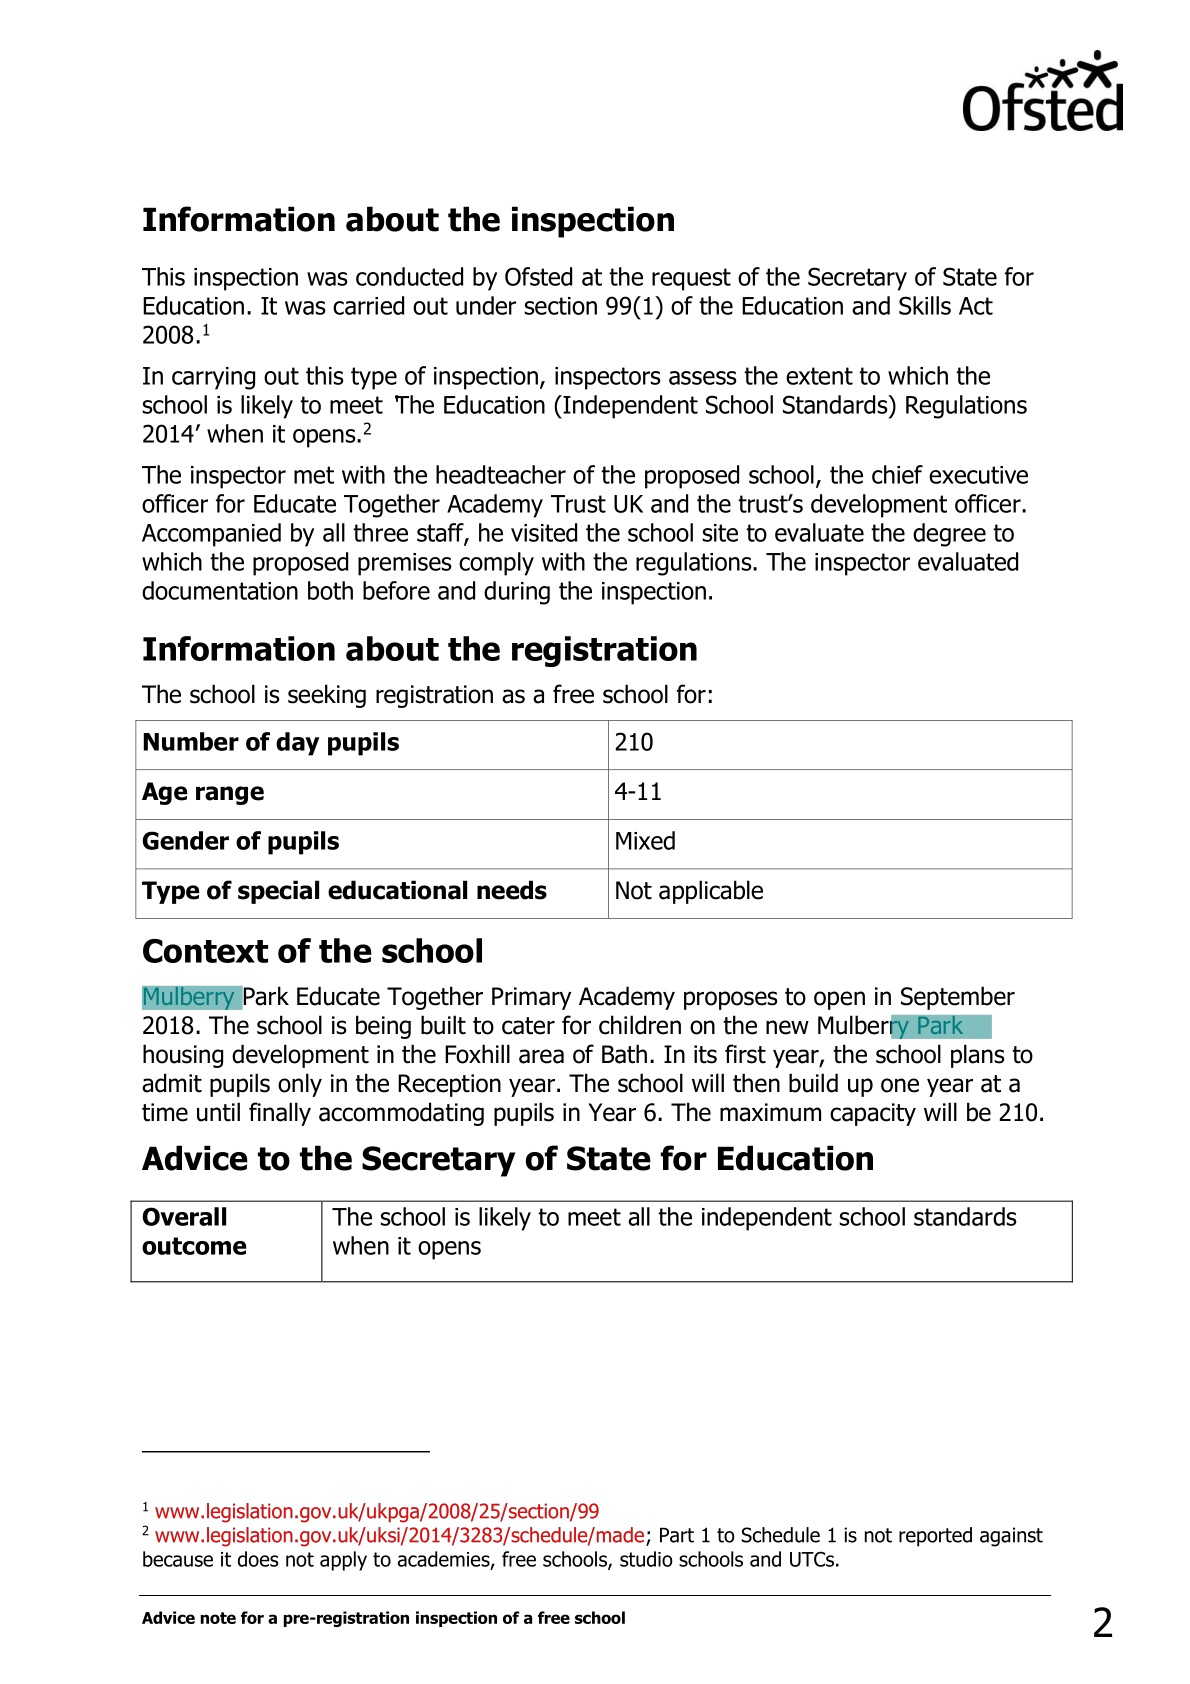 Ofsted
Information about the inspection
This inspection was conducted by Ofsted at the request of the Secretary of State for
Education. It was carried out under section 99(1) of the Education and Skills Act
2008.1
In carrying out this type of inspection, inspectors assess the extent to which the
school is likely to meet ‘The Education (Independent School Standards) Regulations
2014’ when it opens.2
The inspector met with the headteacher of the proposed school, the chief executive
officer for Educate Together Academy Trust UK and the trust’s development officer.
Accompanied by all three staff, he visited the school site to evaluate the degree to
which the proposed premises comply with the regulations. The inspector evaluated
documentation both before and during the inspection.
Information about the registration
The school is seeking registration as a free school for:
Number of day pupils 210
Age range 4-11
Gender of pupils Mixed
Type of special educational needs Not applicable
Context of the school
Mulberry Park Educate Together Primary Academy proposes to open in September
2018. The school is being built to cater for children on the new Mulberry Park
housing development in the Foxhill area of Bath. In its first year, the school plans to
admit pupils only in the Reception year. The school will then build up one year at a
time until finally accommodating pupils in Year 6. The maximum capacity will be 210.
Advice to the Secretary of State for Education
Overall The school is likely to meet all the independent school standards
outcome when it opens
1 www.legislation.gov.uk/ukpga/2008/25/section/99
2 www.legislation.gov.uk/uksi/2014/3283/schedule/made; Part 1 to Schedule 1 is not reported against
because it does not apply to academies, free schools, studio schools and UTCs.
Advice note for a pre-registration inspection of a free school
2